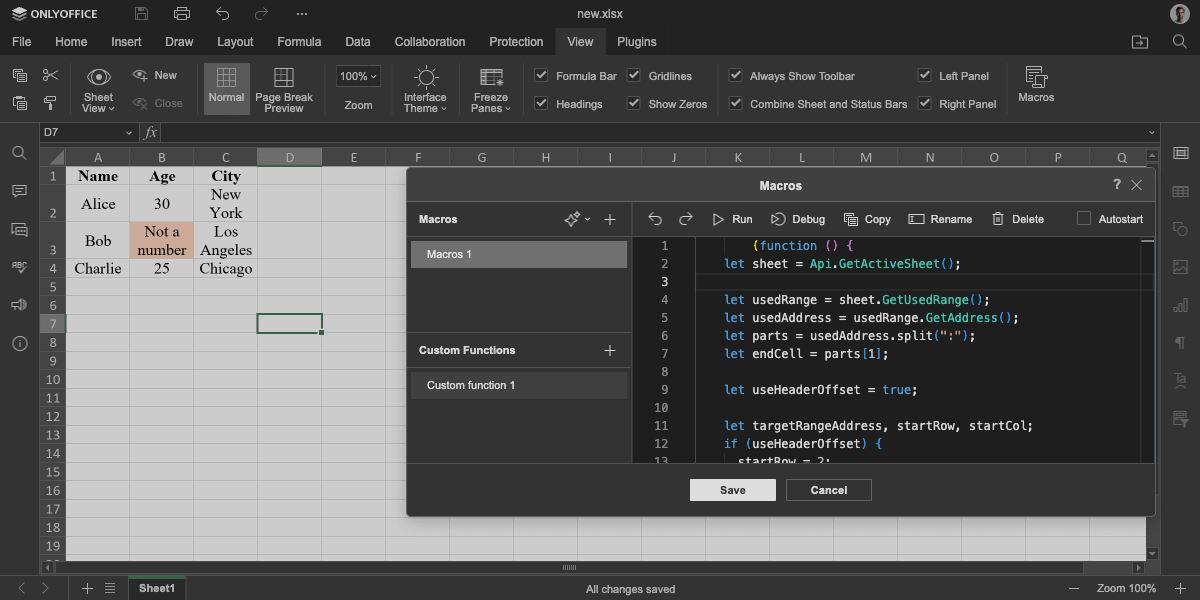 ONLYOFFICE
new.xlsx
File Home Insert Draw Layout Formula Data Collaboration Protection View Plugins
Sheet View
New
Close
Normal
Page Break Preview
100%
Zoom
Interface Theme
Freeze Panes
Formula Bar
Headings
Gridlines
Show Zeros
Always Show Toolbar
Combine Sheet and Status Bars
Left Panel
Right Panel
Macros
D7
fx
A B C D E F G H I J K L M N O P Q
1 Name Age City
2 Alice 30 New York
3 Bob Not a number Los Angeles
4 Charlie 25 Chicago
5
6
7
8
9
10
11
12
13
14
15
16
17
18
19
Macros
?
Macros
Run Debug Copy Rename Delete Autostart
Macros 1
Custom Functions
Custom function 1
1 (function () {
2 let sheet = Api.GetActiveSheet();
3
4 let usedRange = sheet.GetUsedRange();
5 let usedAddress = usedRange.GetAddress();
6 let parts = usedAddress.split(":");
7 let endCell = parts[1];
8
9 let useHeaderOffset = true;
10
11 let targetRangeAddress, startRow, startCol;
12 if (useHeaderOffset) {
13 startRow = 2;
Save
Cancel
Sheet1
All changes saved
Zoom 100%
ABC
Ta